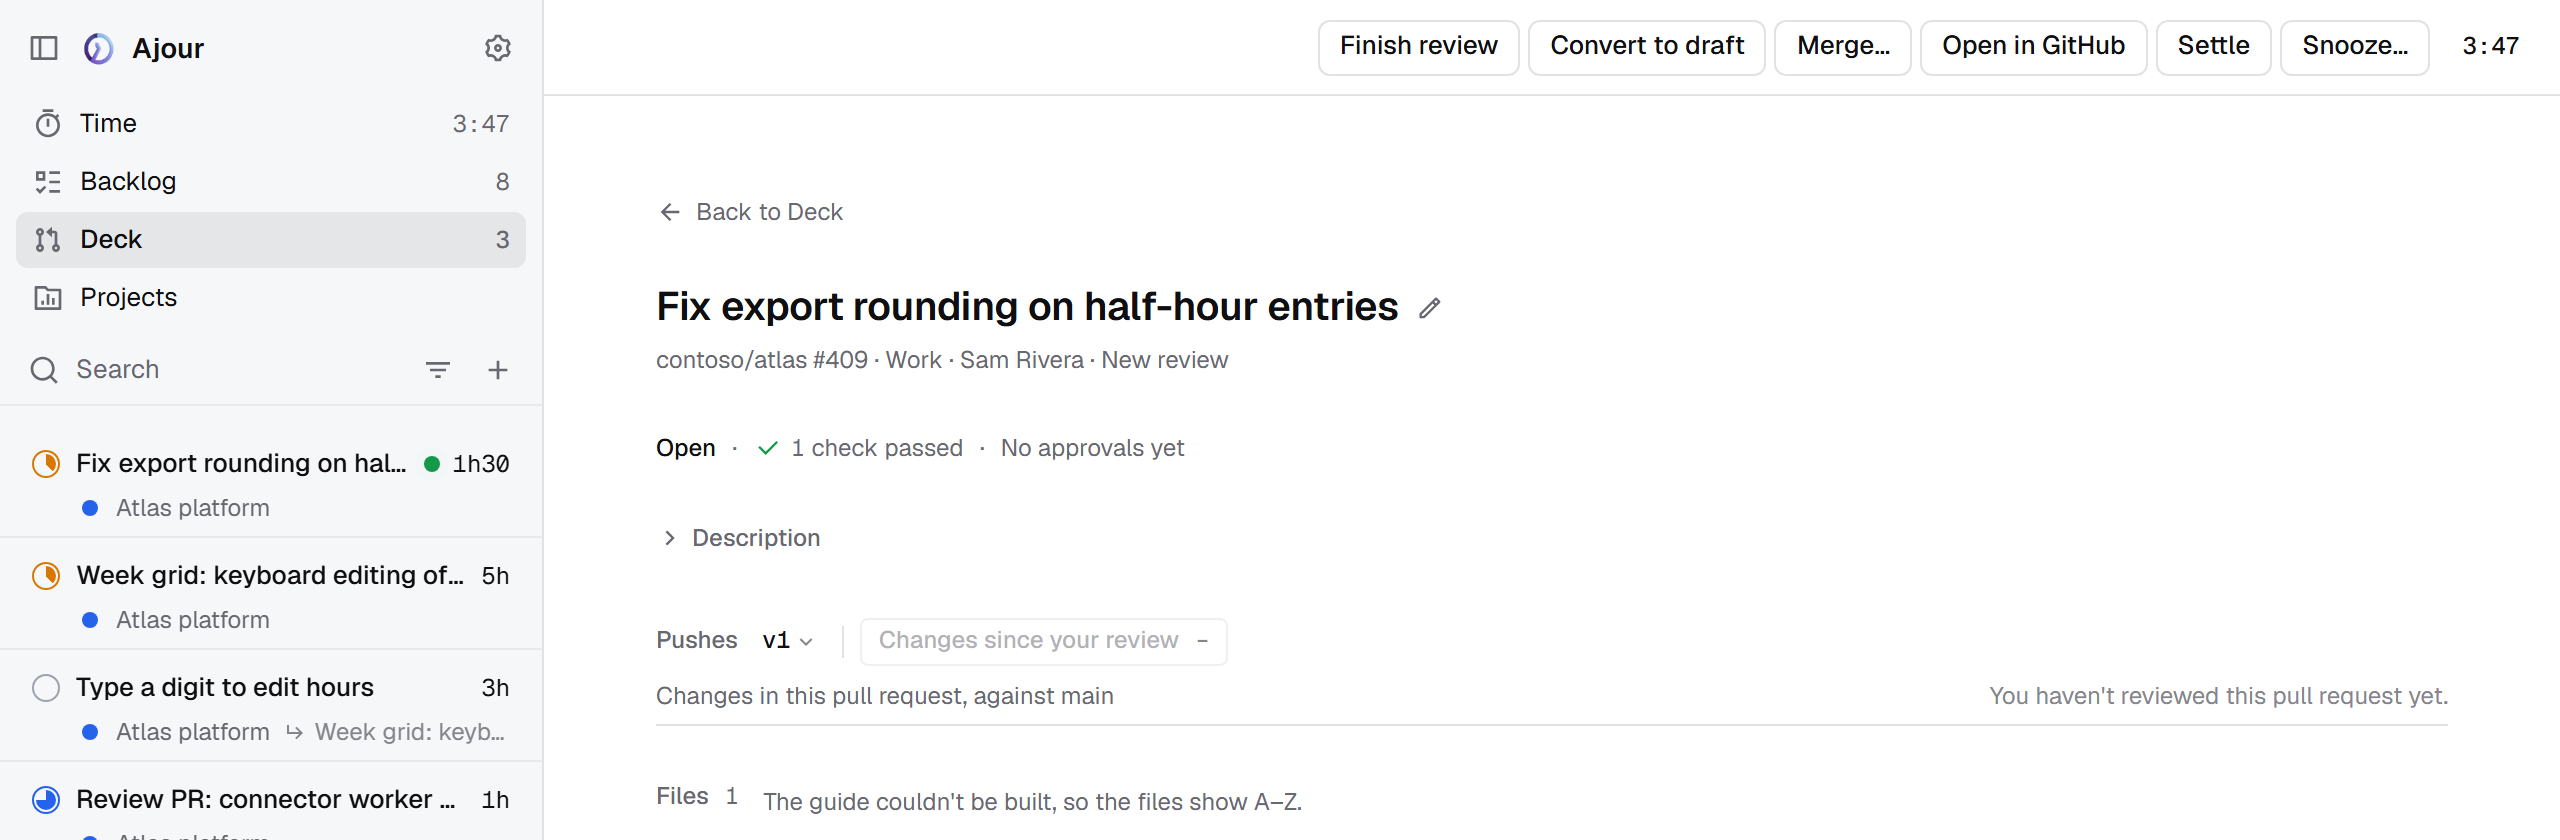 Ajour
Time 3:47
Backlog 8
Deck 3
Projects
Search
Fix export rounding on hal... 1h30
Atlas platform
Week grid: keyboard editing of... 5h
Atlas platform
Type a digit to edit hours 3h
Atlas platform ↳ Week grid: keyb...
Review PR: connector worker ... 1h
Atlas platform
Finish review Convert to draft Merge... Open in GitHub Settle Snooze... 3:47
← Back to Deck
Fix export rounding on half-hour entries
contoso/atlas #409 · Work · Sam Rivera · New review
Open · ✓ 1 check passed · No approvals yet
Description
Pushes v1 Changes since your review –
Changes in this pull request, against main You haven't reviewed this pull request yet.
Files 1 The guide couldn't be built, so the files show A–Z.